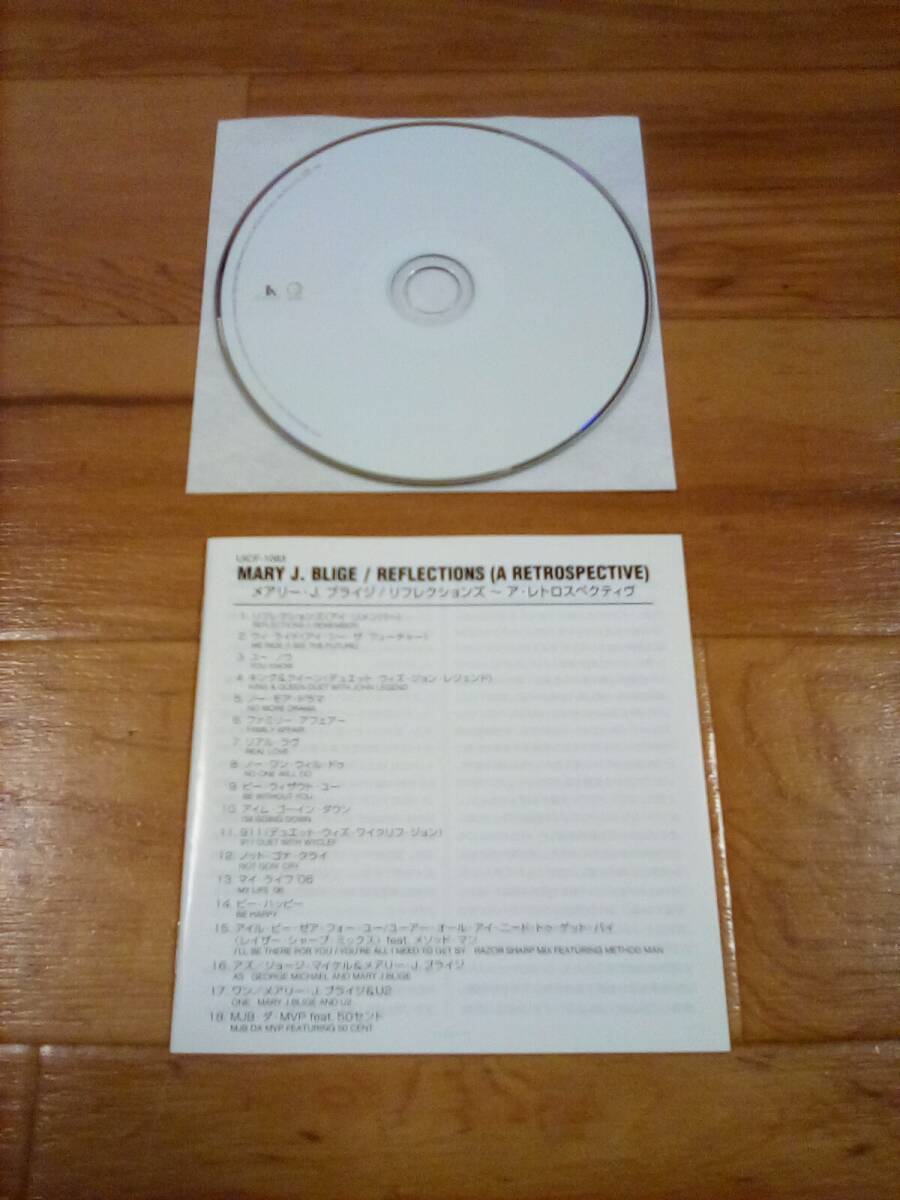 UICF-1083
MARY J. BLIGE / REFLECTIONS (A RETROSPECTIVE)
メアリー・J. ブライジ / リフレクションズ ~ ア・レトロスペクティヴ
1. リフレクションズ(アイ・リメンバー)
REFLECTIONS (I REMEMBER)
2. ウィ・ライド(アイ・シー・ザ・フューチャー)
WE RIDE (I SEE THE FUTURE)
3. ユー・ノウ
YOU KNOW
4. キング&クイーン(デュエット・ウィズ・ジョン・レジェンド)
KING & QUEEN DUET WITH JOHN LEGEND
5. ノー・モア・ドラマ
NO MORE DRAMA
6. ファミリー・アフェアー
FAMILY AFFAIR
7. リアル・ラヴ
REAL LOVE
8. ノー・ワン・ウィル・ドゥ
NO ONE WILL DO
9. ビー・ウィザウト・ユー
BE WITHOUT YOU
10. アイム・ゴーイン・ダウン
I'M GOING DOWN
11. 911(デュエット・ウィズ・ワイクリフ・ジョン)
911 DUET WITH WYCLEF
12. ノット・ゴナ・クライ
NOT GON' CRY
13. マイ・ライフ '06
MY LIFE '06
14. ビー・ハッピー
BE HAPPY
15. アイル・ビー・ゼア・フォー・ユー/ユーアー・オール・アイ・ニード・トゥ・ゲット・バイ
(レイザー・シャープ・ミックス) feat. メソッド・マン
I'LL BE THERE FOR YOU / YOU'RE ALL I NEED TO GET BY RAZOR SHARP MIX FEATURING METHOD MAN
16. アズ/ジョージ・マイケル&メアリー・J. ブライジ
AS GEORGE MICHAEL AND MARY J.BLIGE
17. ワン/メアリー・J. ブライジ&U2
ONE MARY J.BLIGE AND U2
18. MJB・ダ・MVP feat. 50セント
MJB DA MVP FEATURING 50 CENT